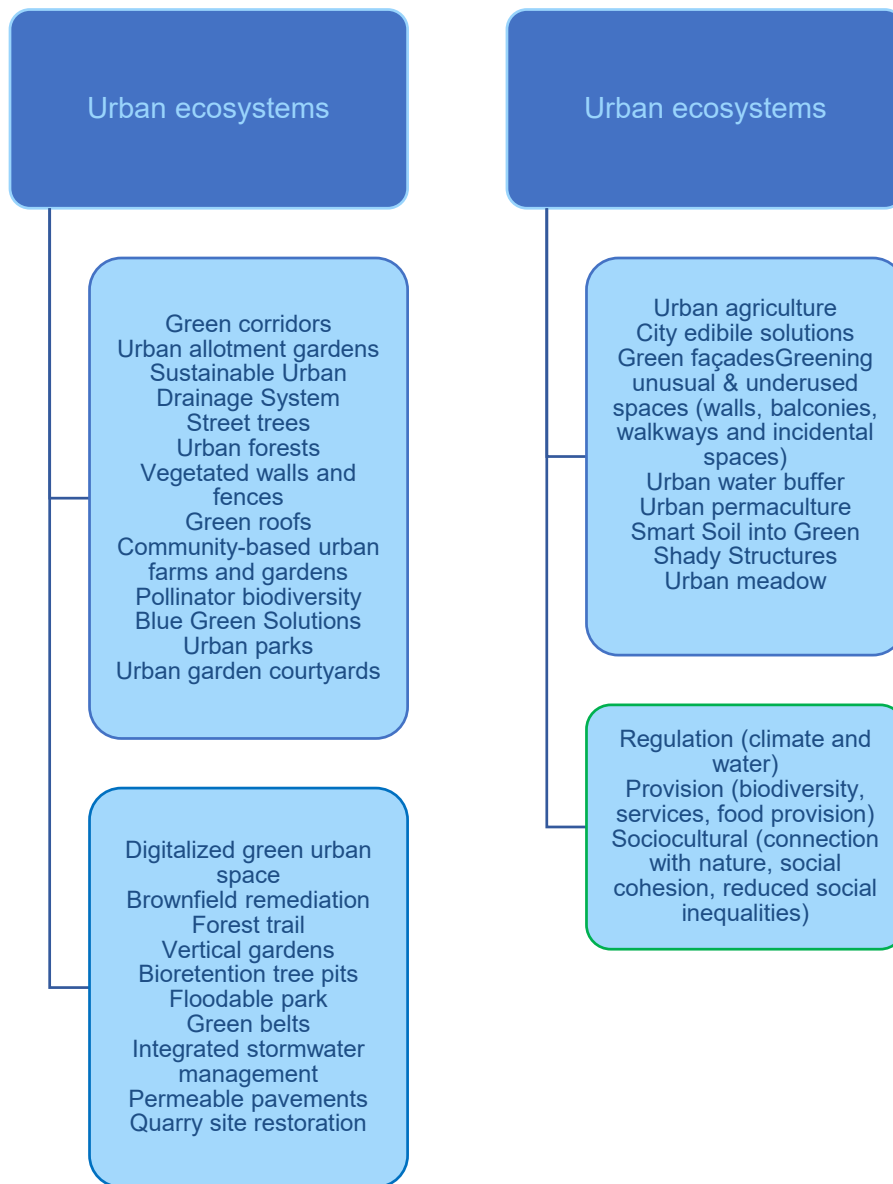 Urban ecosystems
Green corridors
Urban allotment gardens
Sustainable Urban
Drainage System
Street trees
Urban forests
Vegetated walls and
fences
Green roofs
Community-based urban
farms and gardens
Pollinator biodiversity
Blue Green Solutions
Urban parks
Urban garden courtyards
Digitalized green urban
space
Brownfield remediation
Forest trail
Vertical gardens
Bioretention tree pits
Floodable park
Green belts
Integrated stormwater
management
Permeable pavements
Quarry site restoration
Urban ecosystems
Urban agriculture
City edibile solutions
Green façadesGreening
unusual & underused
spaces (walls, balconies,
walkways and incidental
spaces)
Urban water buffer
Urban permaculture
Smart Soil into Green
Shady Structures
Urban meadow
Regulation (climate and
water)
Provision (biodiversity,
services, food provision)
Sociocultural (connection
with nature, social
cohesion, reduced social
inequalities)